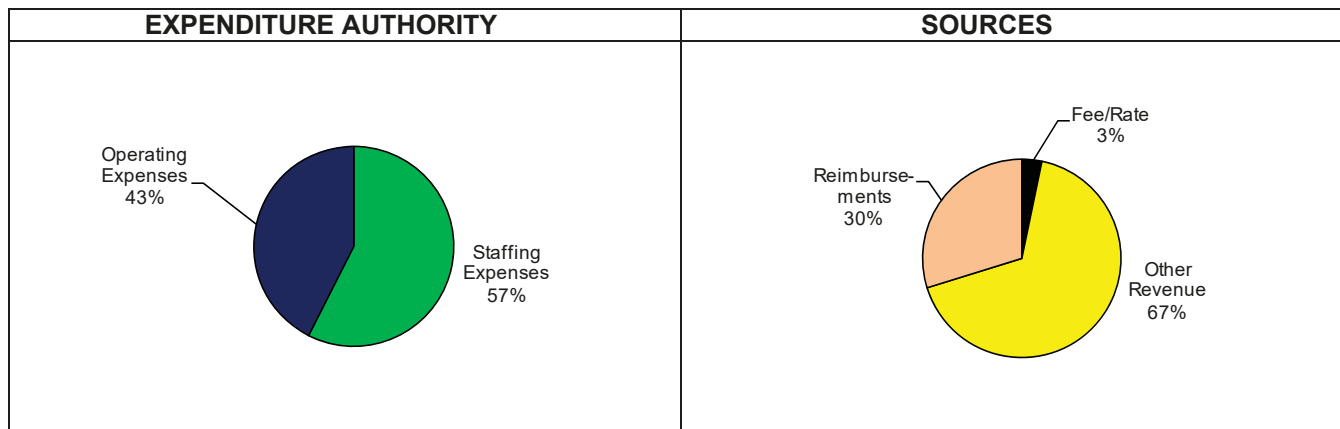 EXPENDITURE AUTHORITY
Operating
Expenses
43%
Staffing
Expenses
57%
SOURCES
Fee/Rate
3%
Reimburse-
ments
30%
Other
Revenue
67%